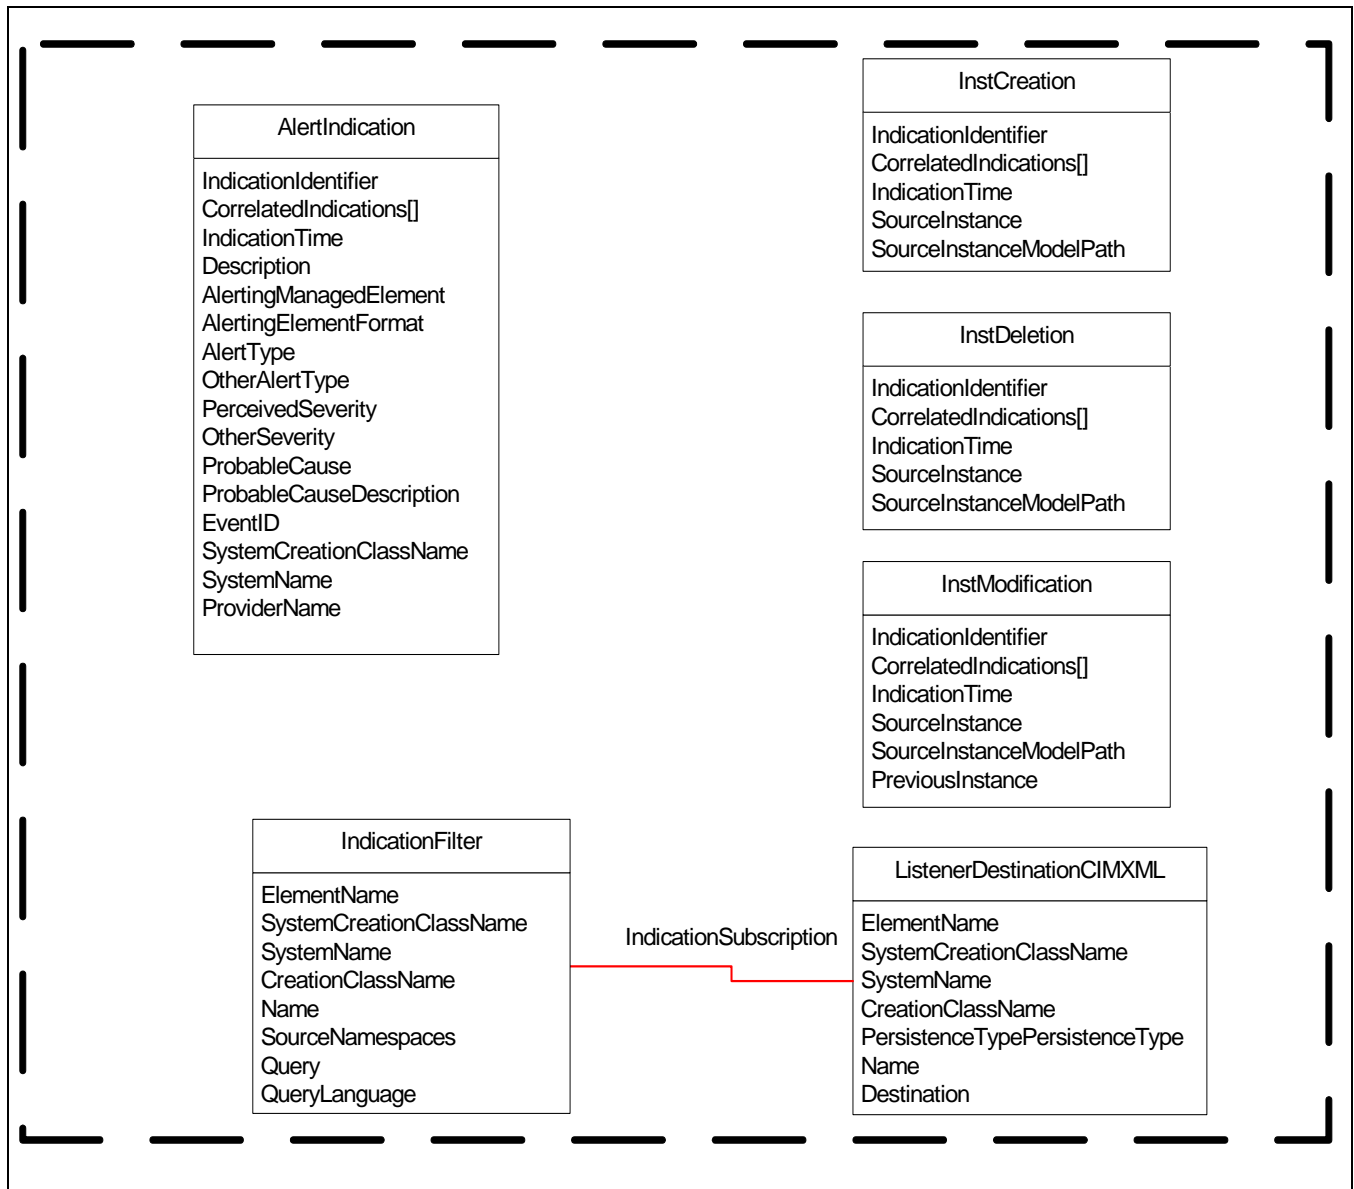 AlertIndication
IndicationIdentifier
CorrelatedIndications[]
IndicationTime
Description
AlertingManagedElement
AlertingElementFormat
AlertType
OtherAlertType
PerceivedSeverity
OtherSeverity
ProbableCause
ProbableCauseDescription
EventID
SystemCreationClassName
SystemName
ProviderName
InstCreation
IndicationIdentifier
CorrelatedIndications[]
IndicationTime
SourceInstance
SourceInstanceModelPath
InstDeletion
IndicationIdentifier
CorrelatedIndications[]
IndicationTime
SourceInstance
SourceInstanceModelPath
InstModification
IndicationIdentifier
CorrelatedIndications[]
IndicationTime
SourceInstance
SourceInstanceModelPath
PreviousInstance
IndicationFilter
ElementName
SystemCreationClassName
SystemName
CreationClassName
Name
SourceNamespaces
Query
QueryLanguage
IndicationSubscription
ListenerDestinationCIMXML
ElementName
SystemCreationClassName
SystemName
CreationClassName
PersistenceTypePersistenceType
Name
Destination